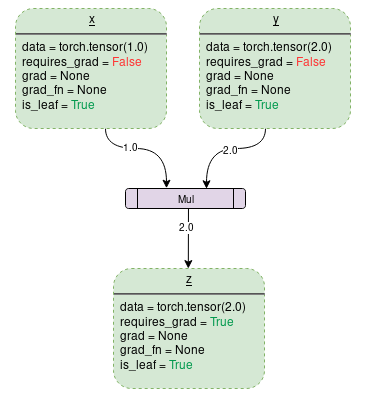 x
data = torch.tensor(1.0)
requires_grad = False
grad = None
grad_fn = None
is_leaf = True
y
data = torch.tensor(2.0)
requires_grad = False
grad = None
grad_fn = None
is_leaf = True
1.0
2.0
Mul
2.0
z
data = torch.tensor(2.0)
requires_grad = True
grad = None
grad_fn = None
is_leaf = True